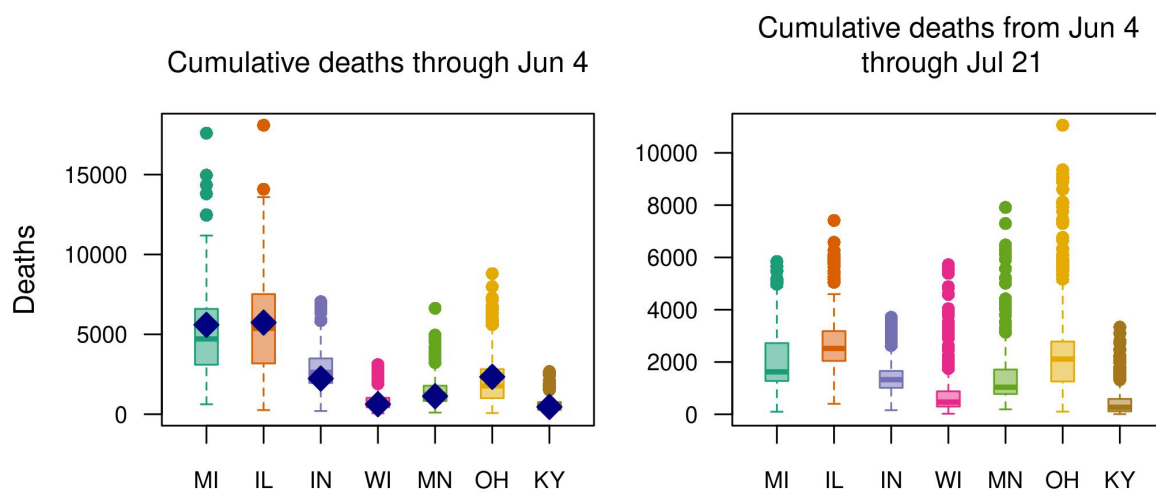 Cumulative deaths through Jun 4
Deaths
15000
10000
5000
0
MI IL IN WI MN OH KY
Cumulative deaths from Jun 4
through Jul 21
10000
8000
6000
4000
2000
0
MI IL IN WI MN OH KY